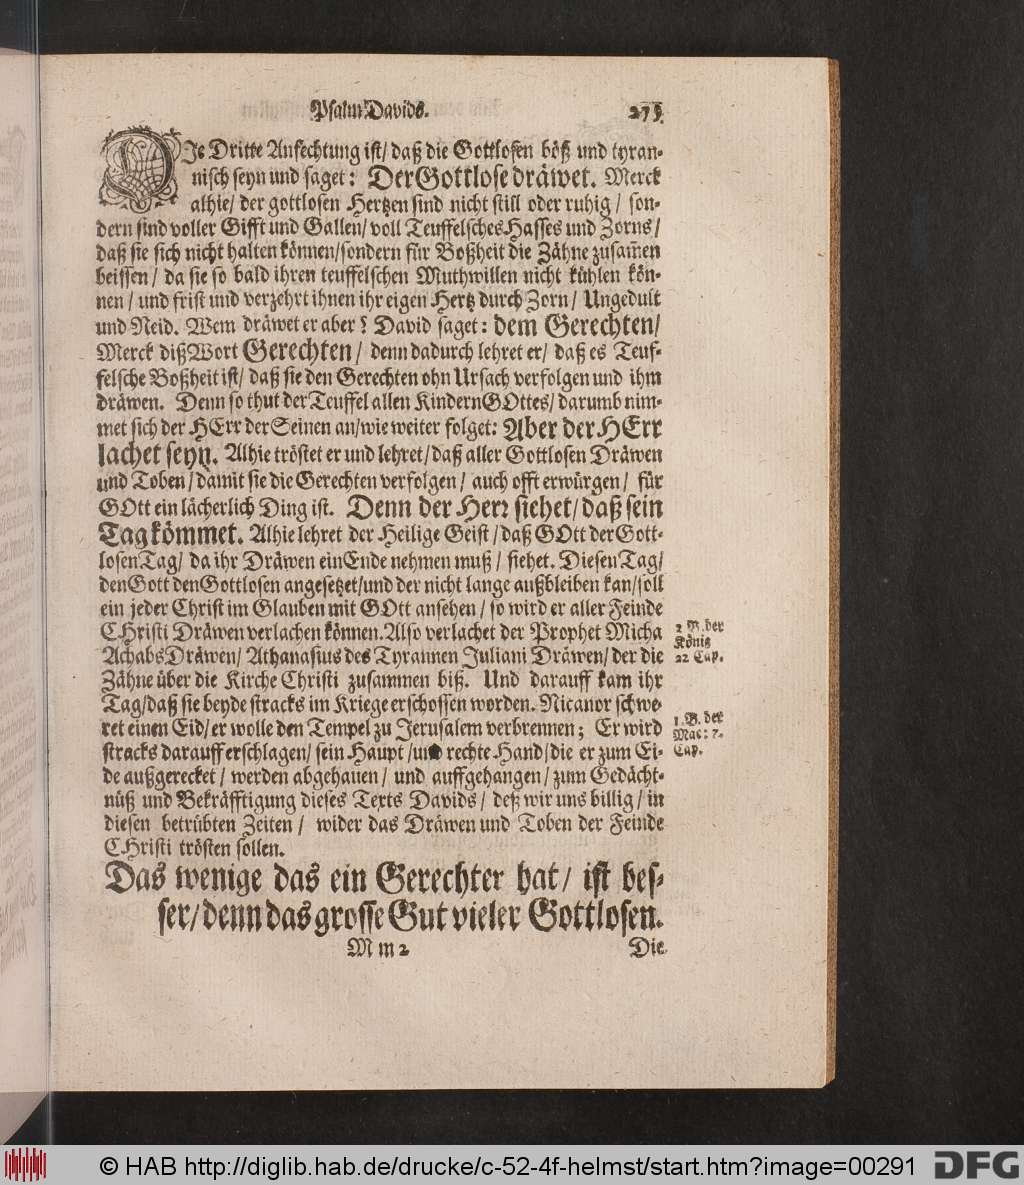 Psalm Davids. 275
DJe Dritte Anfechtung ist/ daß die Gottlosen böß und tyran-
nisch seyn und saget: Der Gottlose dräwet. Merck
alhie/ der gottlosen Hertzen sind nicht still oder ruhig / son-
dern sind voller Gifft und Gallen/ voll Teuffelsches Hasses und Zorns/
daß sie sich nicht halten können/sondern für Boßheit die Zähne zusam̃en
beissen / da sie so bald ihren teuffelschen Muthwillen nicht kühlen kön-
nen / und frist und verzehrt ihnen ihr eigen Hertz durch Zorn / Ungedult
und Neid. Wem dräwet er aber? David saget: dem Gerechten/
Merck diß Wort Gerechten / denn dadurch lehret er/ daß es Teuf-
felsche Boßheit ist/ daß sie den Gerechten ohn Ursach verfolgen und ihm
dräwen. Denn so thut der Teuffel allen Kindern GOttes/ darumb nim-
met sich der HErr der Seinen an/ wie weiter folget: Aber der HErr
lachet seyn. Alhie tröstet er und lehret/ daß aller Gottlosen Dräwen
und Toben/ damit sie die Gerechten verfolgen/ auch offt erwürgen/ für
GOtt ein lächerlich Ding ist. Denn der Herr siehet/ daß sein
Tag kömmet. Alhie lehret der Heilige Geist/ daß GOtt der Gott-
losen Tag/ da ihr Dräwen ein Ende nehmen muß / siehet. Diesen Tag/
den Gott den Gottlosen angesetzet/und der nicht lange außbleiben kan/soll
ein jeder Christ im Glauben mit GOtt ansehen / so wird er aller Feinde
CHristi Dräwen verlachen können. Also verlachet der Prophet Micha
Achabs Dräwen/ Athanasius des Tyrannen Juliani Dräwen/ der die
Zähne über die Kirche Christi zusammen biß. Und darauff kam ihr
Tag/daß sie beyde stracks im Kriege erschossen worden. Nicanor schwe-
ret einen Eid/ er wolle den Tempel zu Jerusalem verbrennen; Er wird
stracks darauff erschlagen/ sein Haupt /und rechte Hand/die er zum Ei-
de außgerecket / werden abgehauen / und auffgehangen / zum Gedächt-
nüß und Bekräfftigung dieses Texts Davids / deß wir uns billig / in
diesen betrübten Zeiten / wider das Dräwen und Toben der Feinde
CHristi trösten sollen.
Das wenige das ein Gerechter hat/ ist bes-
ser/ denn das grosse Gut vieler Gottlosen.
M m 2 Die
2 B. der
König
22 Cap.
1. B. der
Mac: 7.
Cap.
© HAB http://diglib.hab.de/drucke/c-52-4f-helmst/start.htm?image=00291 DFG